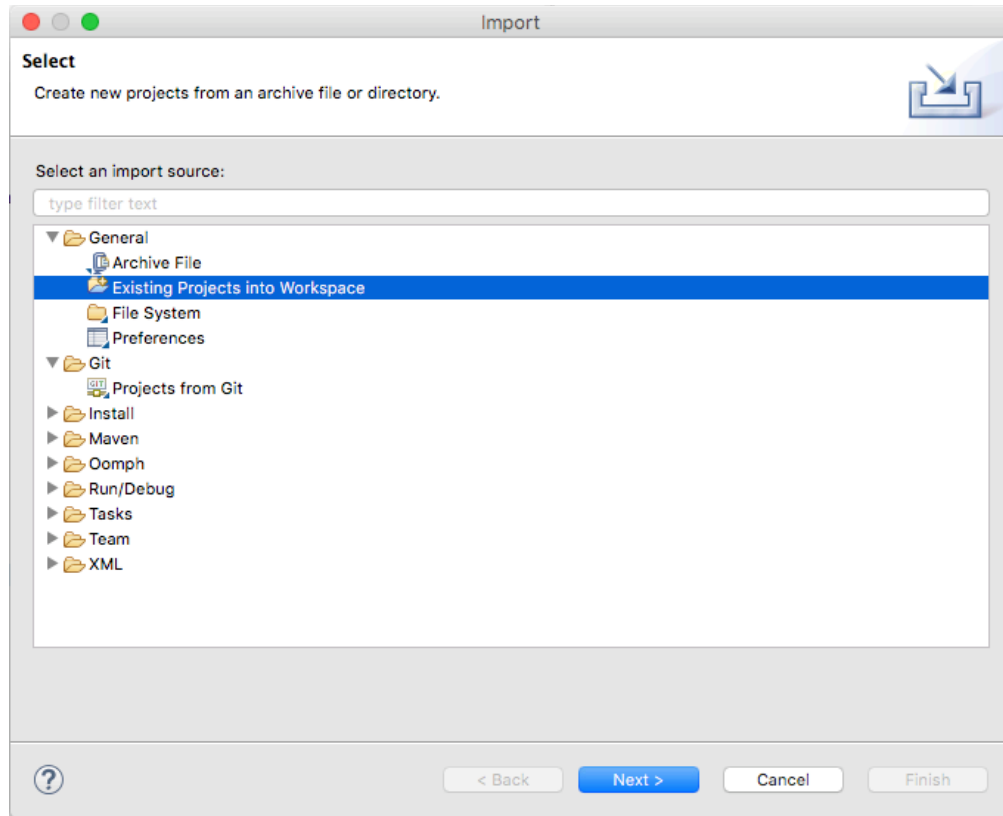 Import
Select
Create new projects from an archive file or directory.
Select an import source:
type filter text
General
Archive File
Existing Projects into Workspace
File System
Preferences
Git
GIT Projects from Git
Install
Maven
Oomph
Run/Debug
Tasks
Team
XML
? < Back Next > Cancel Finish